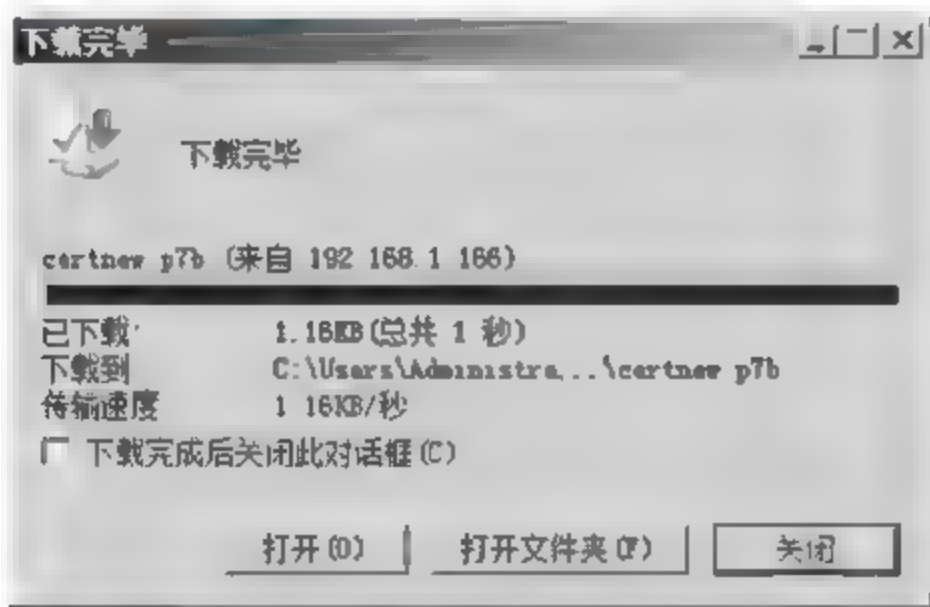 下载完毕
下载完毕
certnew p7b (来自 192 168.1 166)
已下载:
1.16KB(总共 1 秒)
下载到
C:\Users\Administra...\certnew p7b
传输速度
1 16KB/秒
下载完成后关闭此对话框(C)
打开(O)
打开文件夹(F)
关闭